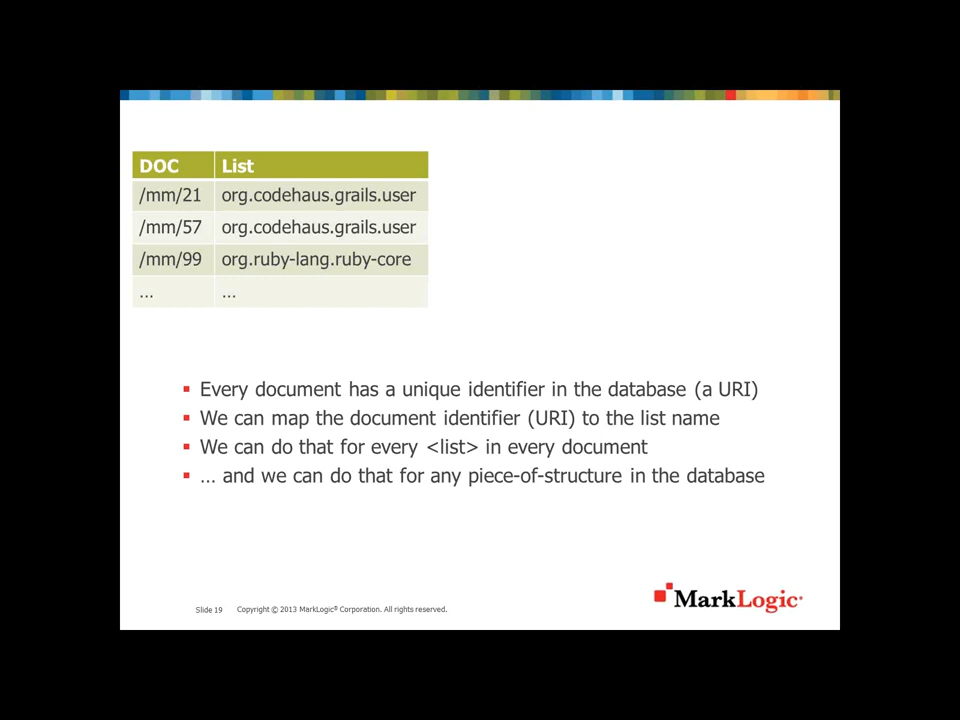 DOC List
/mm/21 org.codehaus.grails.user
/mm/57 org.codehaus.grails.user
/mm/99 org.ruby-lang.ruby-core
… …
▪ Every document has a unique identifier in the database (a URI)
▪ We can map the document identifier (URI) to the list name
▪ We can do that for every <list> in every document
▪ … and we can do that for any piece-of-structure in the database
Slide 19 Copyright © 2013 MarkLogic® Corporation. All rights reserved.
MarkLogic